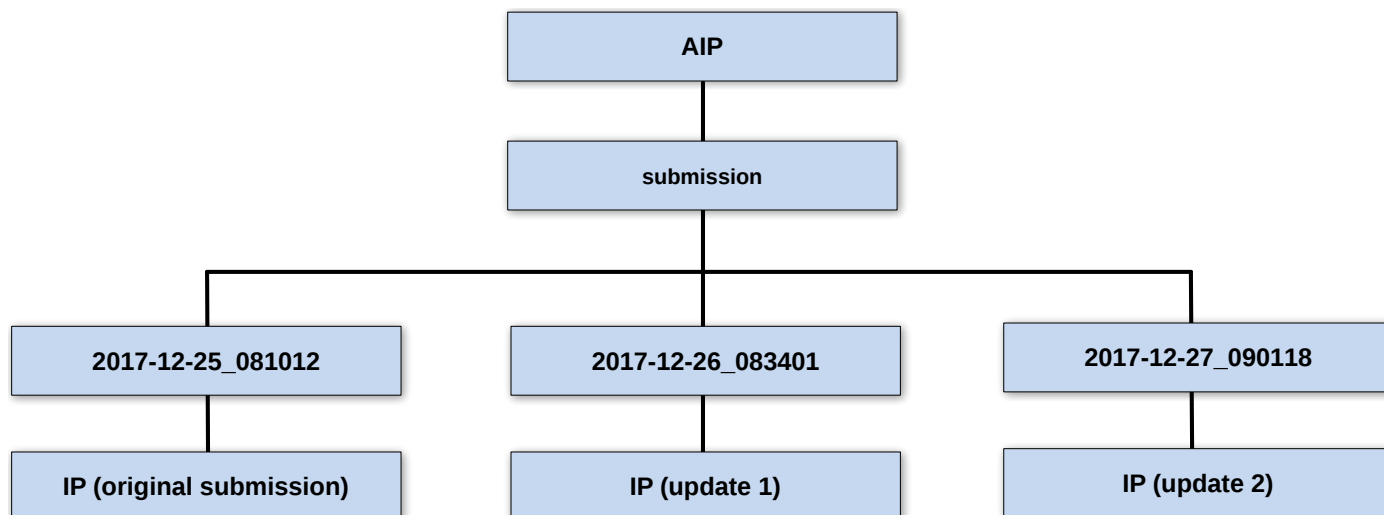 AIP
submission
2017-12-25_081012
2017-12-26_083401
2017-12-27_090118
IP (original submission)
IP (update 1)
IP (update 2)